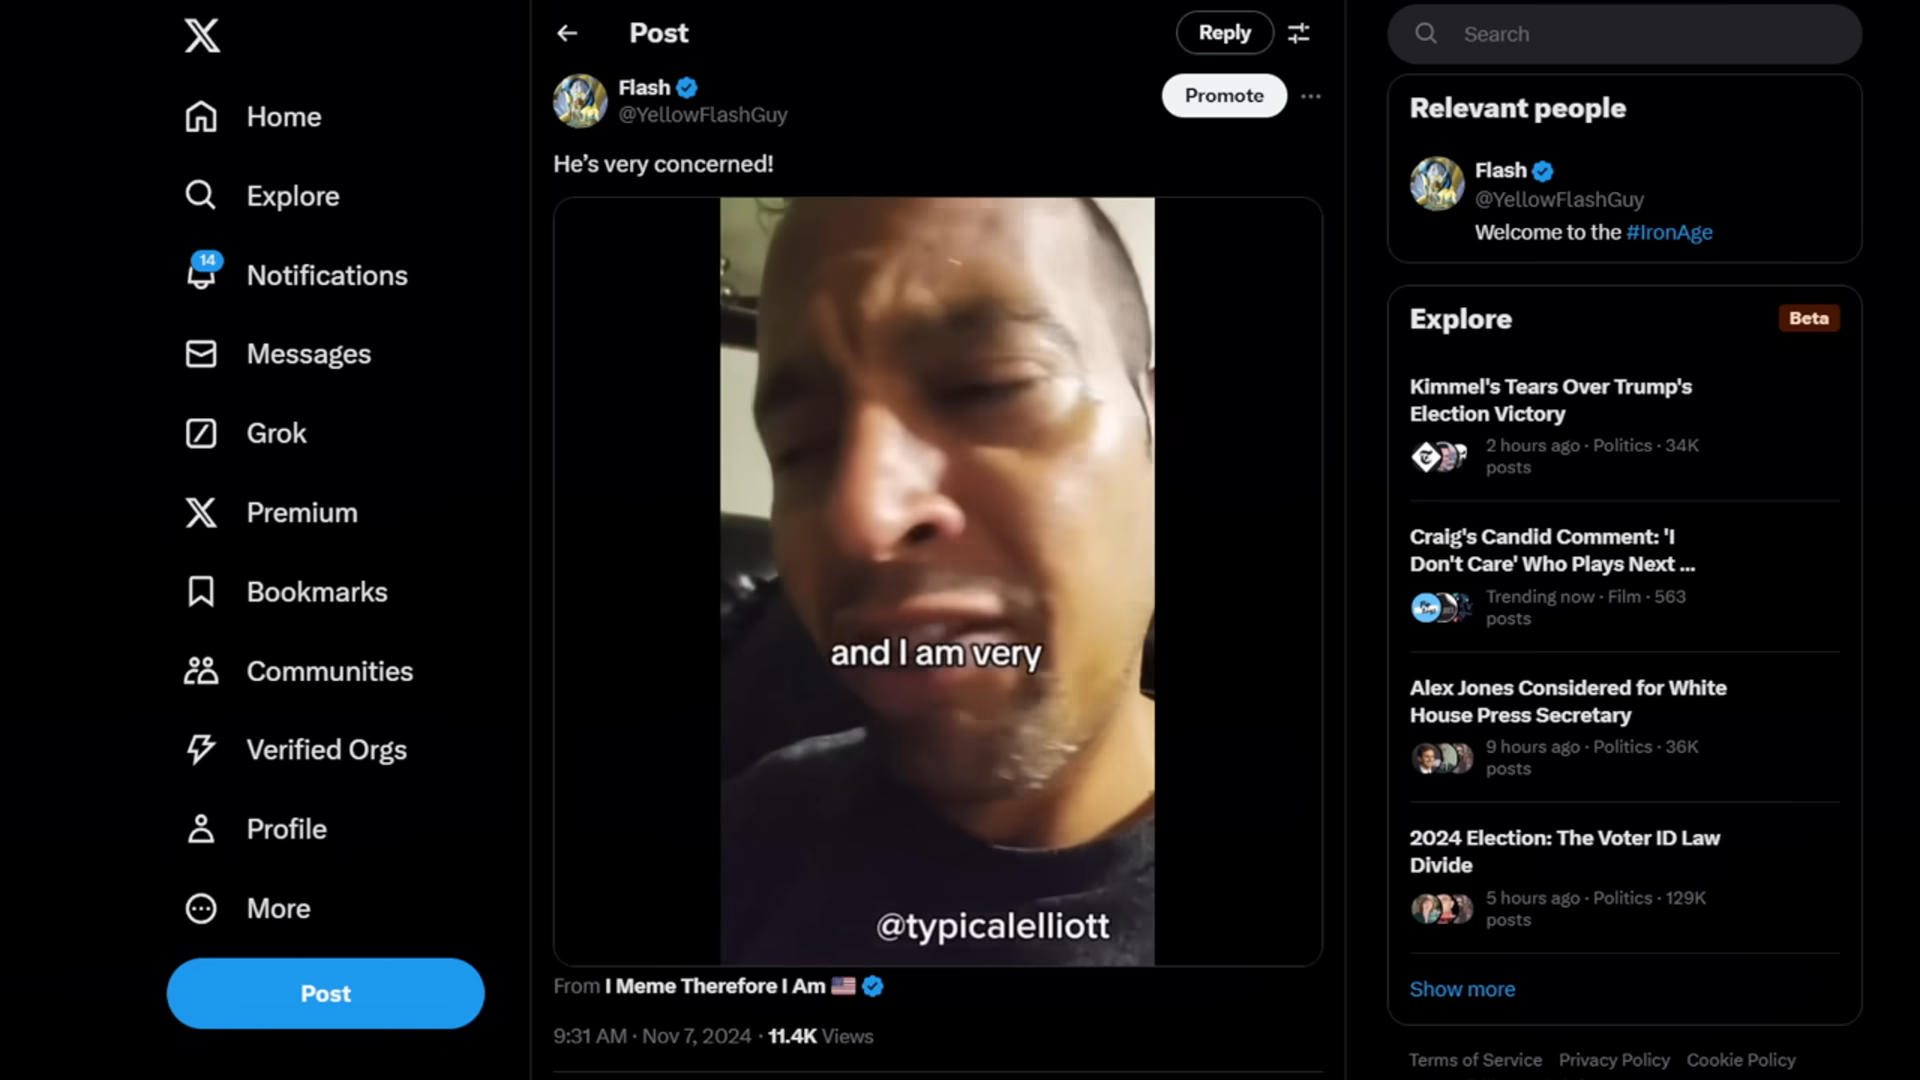 Home
Explore
14
Notifications
Messages
Grok
Premium
Bookmarks
Communities
Verified Orgs
Profile
More
Post
Post
Reply
Flash
@YellowFlashGuy
Promote
He's very concerned!
and I am very
@typicalelliott
From I Meme Therefore I Am
9:31 AM · Nov 7, 2024 · 11.4K Views
Search
Relevant people
Flash
@YellowFlashGuy
Welcome to the #IronAge
Explore
Beta
Kimmel's Tears Over Trump's
Election Victory
2 hours ago · Politics · 34K
posts
Craig's Candid Comment: 'I
Don't Care' Who Plays Next ...
Trending now · Film · 563
posts
Alex Jones Considered for White
House Press Secretary
9 hours ago · Politics · 36K
posts
2024 Election: The Voter ID Law
Divide
5 hours ago · Politics · 129K
posts
Show more
Terms of Service Privacy Policy Cookie Policy